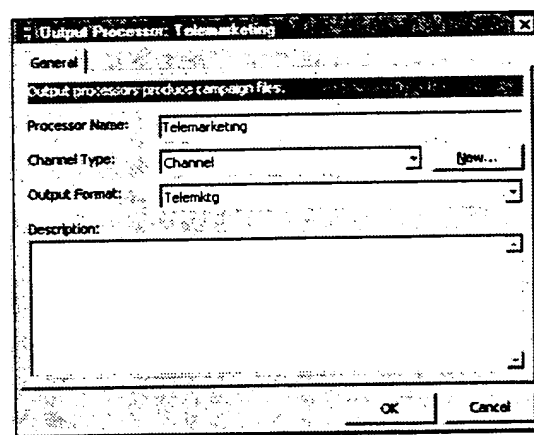 Output Processor: Telemarketing
General
Output processors produce campaign files.
Processor Name: Telemarketing
Channel Type: Channel New...
Output Format: Telemktg
Description:
OK Cancel